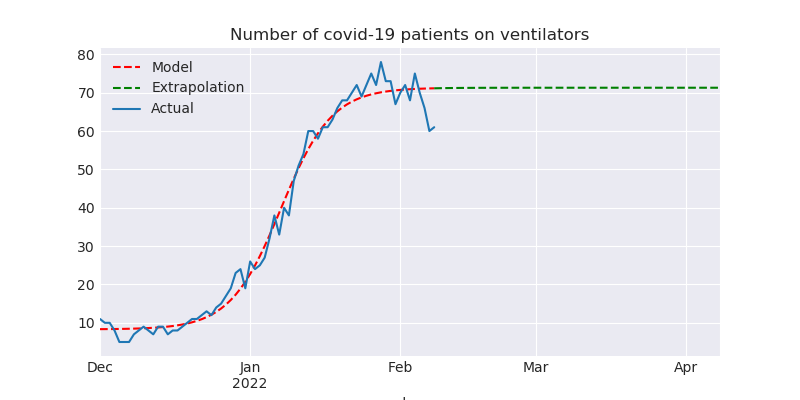 Number of covid-19 patients on ventilators
80
70
60
50
40
30
20
10
Model
Extrapolation
Actual
Dec
Jan
2022
Feb
Mar
Apr